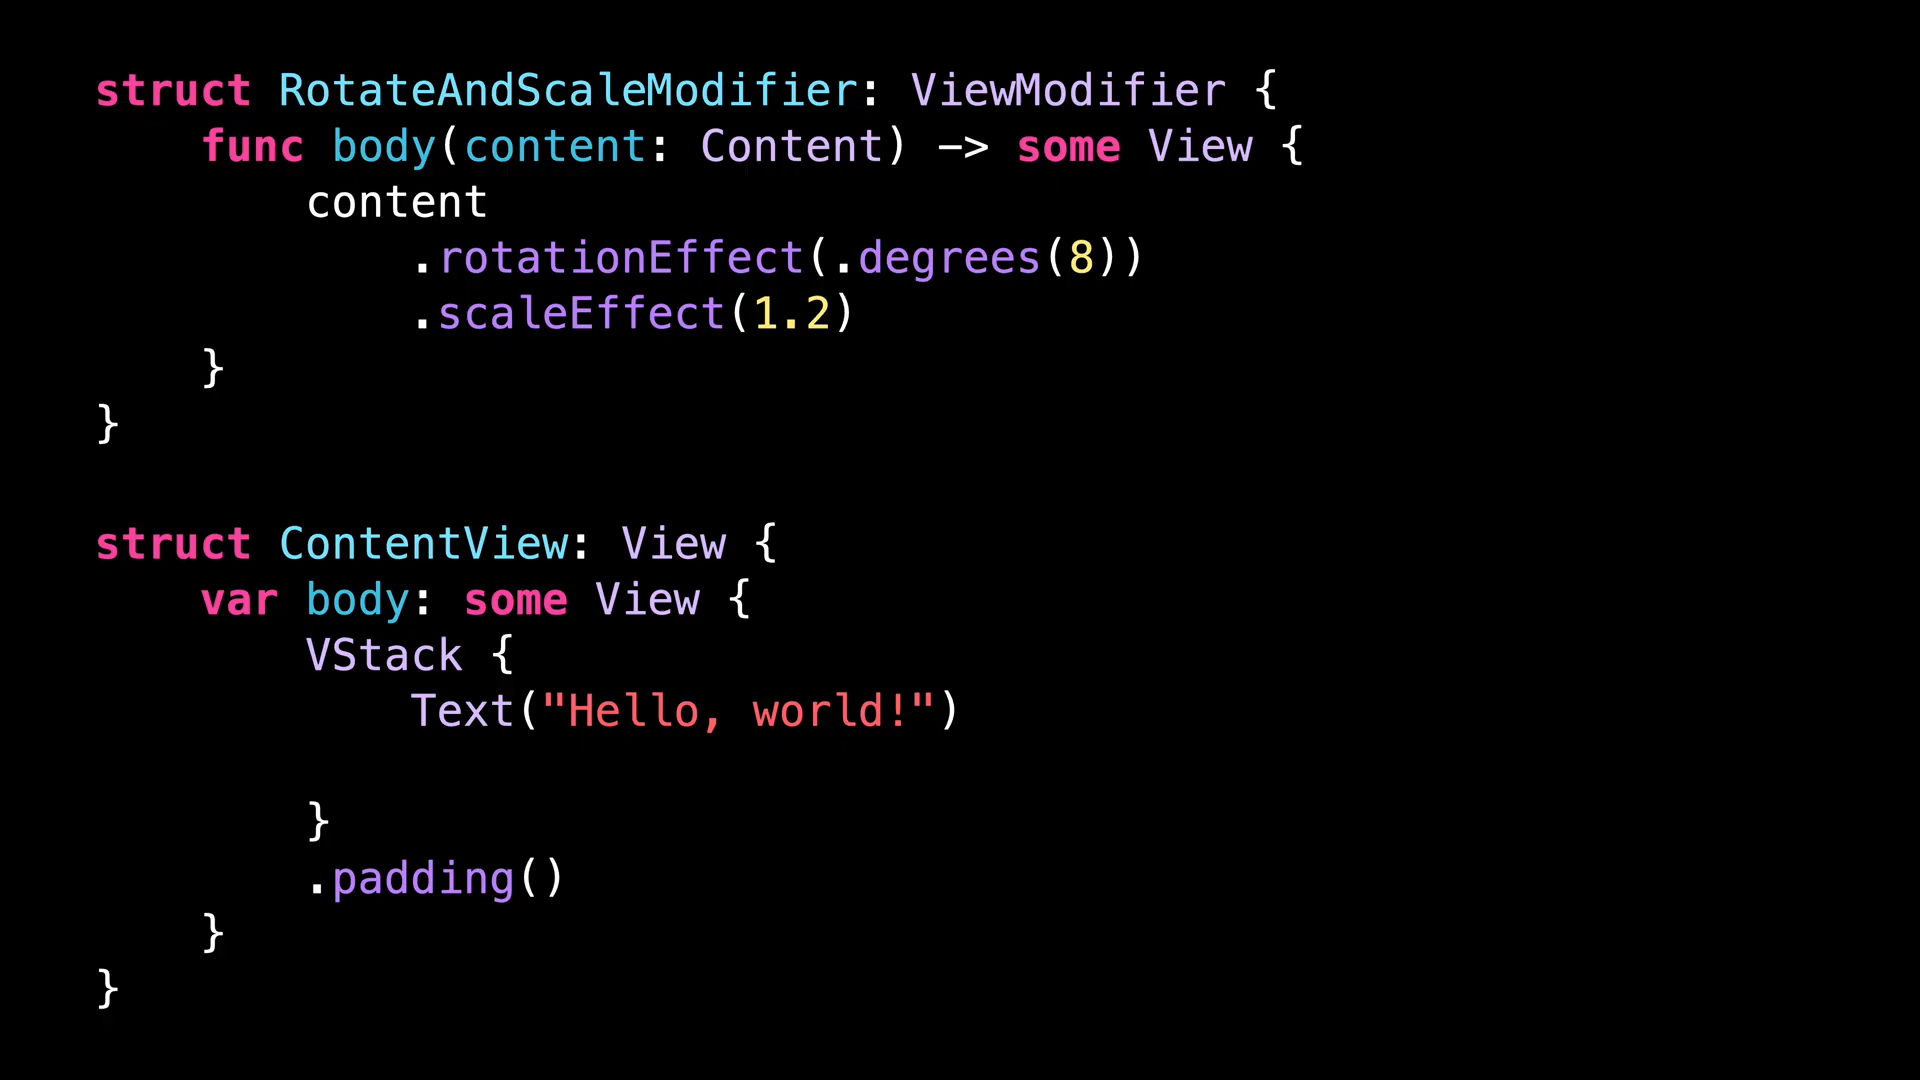 struct RotateAndScaleModifier: ViewModifier {
    func body(content: Content) -> some View {
        content
            .rotationEffect(.degrees(8))
            .scaleEffect(1.2)
    }
}

struct ContentView: View {
    var body: some View {
        VStack {
            Text("Hello, world!")

        }
        .padding()
    }
}